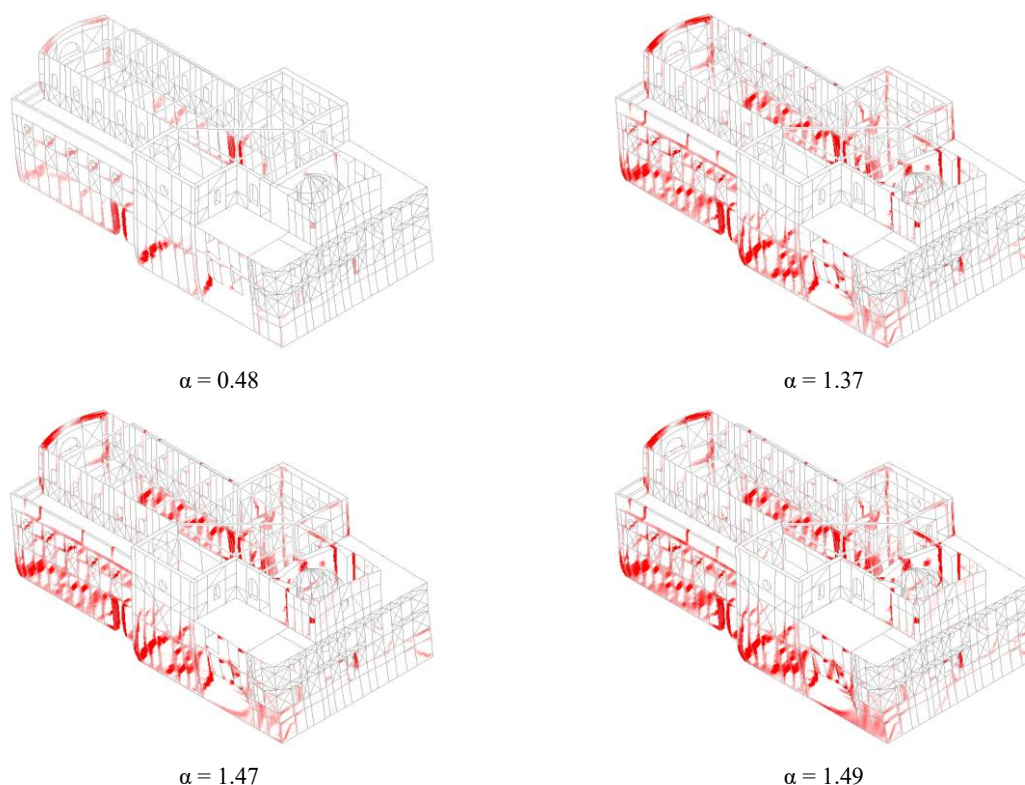 α = 0.48
α = 1.37
α = 1.47
α = 1.49